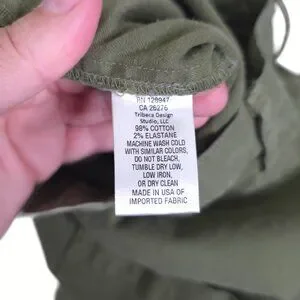 RN 128947
CA 26276
Tribeca Design
Studio, LLC
98% COTTON
2% ELASTANE
MACHINE WASH COLD
WITH SIMILAR COLORS,
DO NOT BLEACH,
TUMBLE DRY LOW,
LOW IRON,
OR DRY CLEAN
MADE IN USA OF
IMPORTED FABRIC